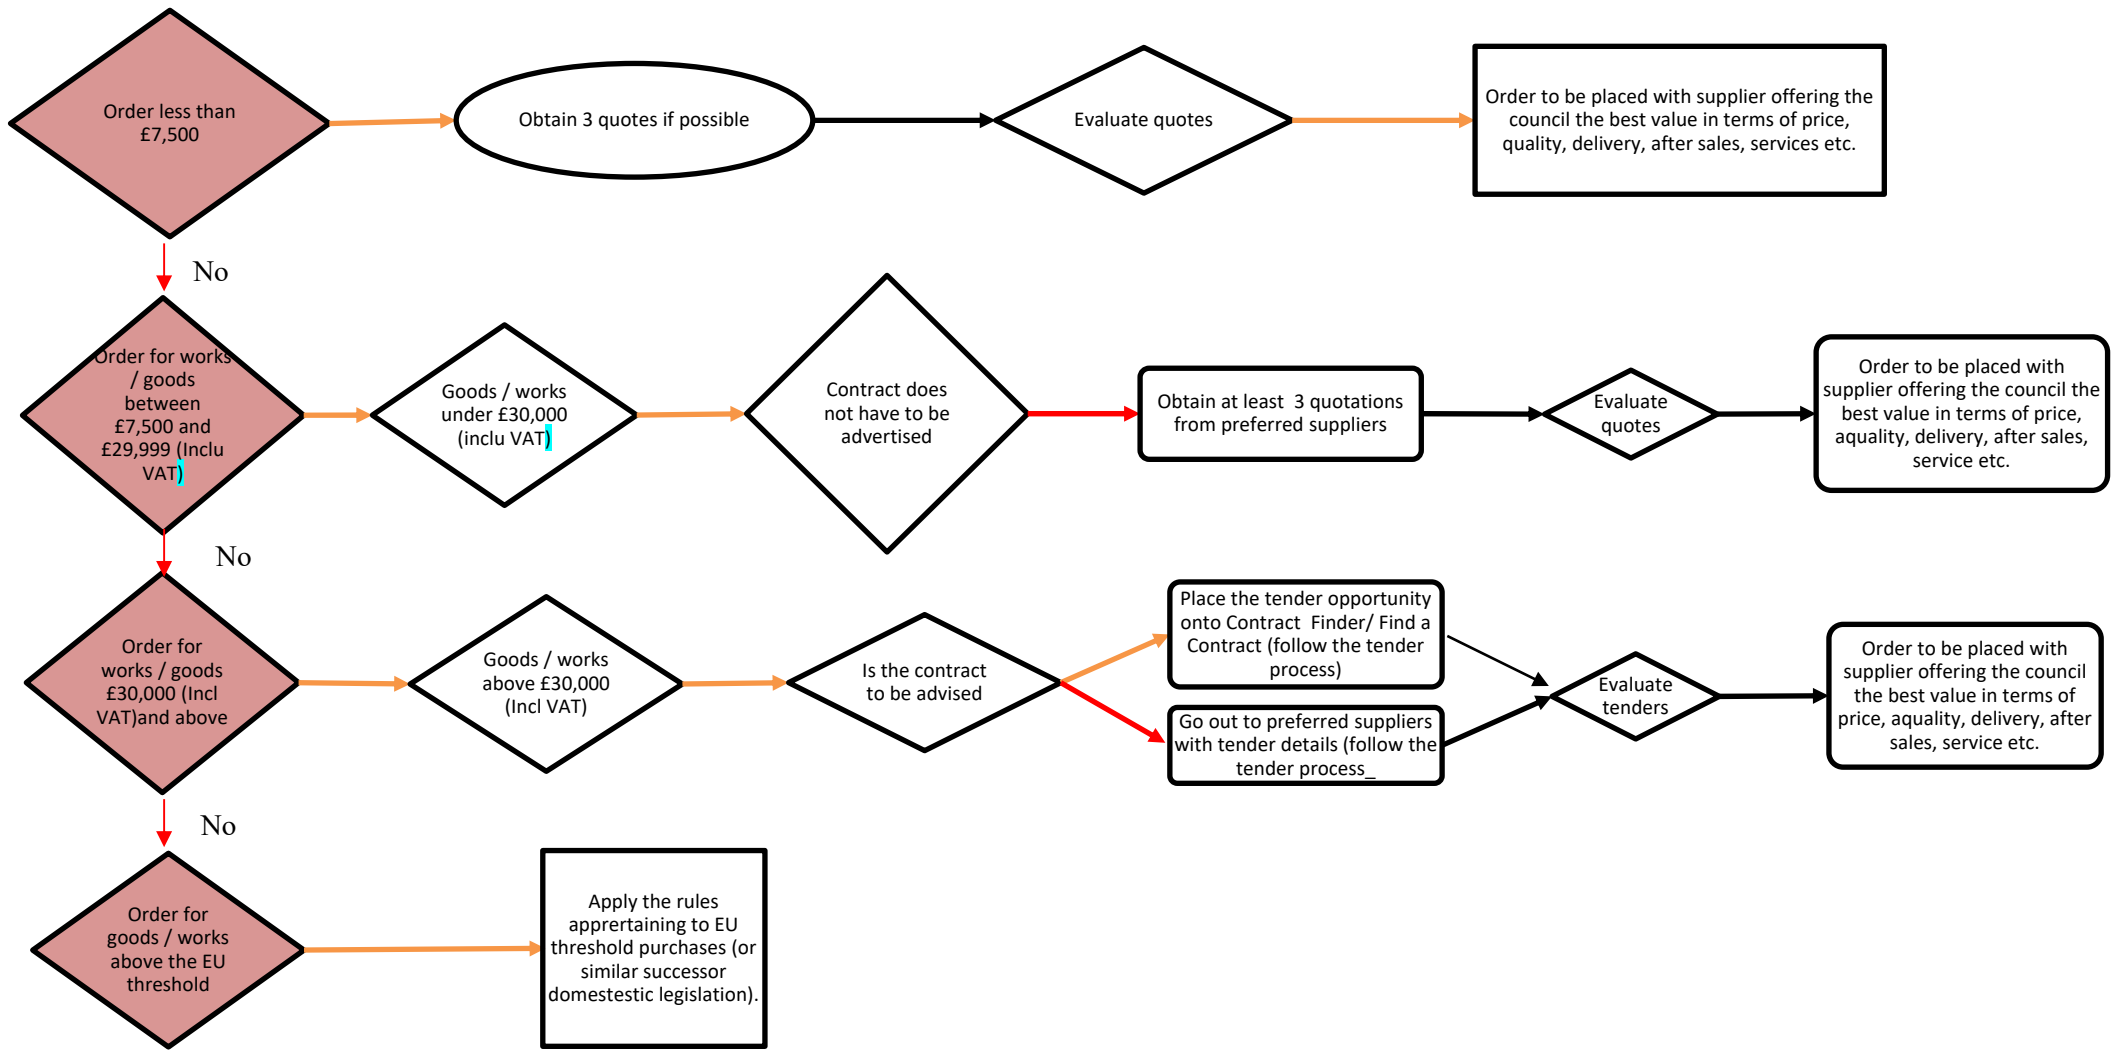 Order less than
£7,500
Obtain 3 quotes if possible
Evaluate quotes
Order to be placed with supplier offering the
council the best value in terms of price,
quality, delivery, after sales, services etc.
No
Order for works
/ goods
between
£7,500 and
£29,999 (Inclu
VAT)
Goods / works
under £30,000
(inclu VAT)
Contract does
not have to be
advertised
Obtain at least 3 quotations
from preferred suppliers
Evaluate
quotes
Order to be placed with
supplier offering the council the
best value in terms of price,
aquality, delivery, after sales,
service etc.
No
Order for
works / goods
£30,000 (Incl
VAT)and above
Goods / works
above £30,000
(Incl VAT)
Is the contract
to be advised
Place the tender opportunity
onto Contract Finder/ Find a
Contract (follow the tender
process)
Go out to preferred suppliers
with tender details (follow the
tender process_
Evaluate
tenders
Order to be placed with
supplier offering the council
the best value in terms of
price, aquality, delivery, after
sales, service etc.
No
Order for
goods / works
above the EU
threshold
Apply the rules
apprertaining to EU
threshold purchases (or
similar successor
domestestic legislation).